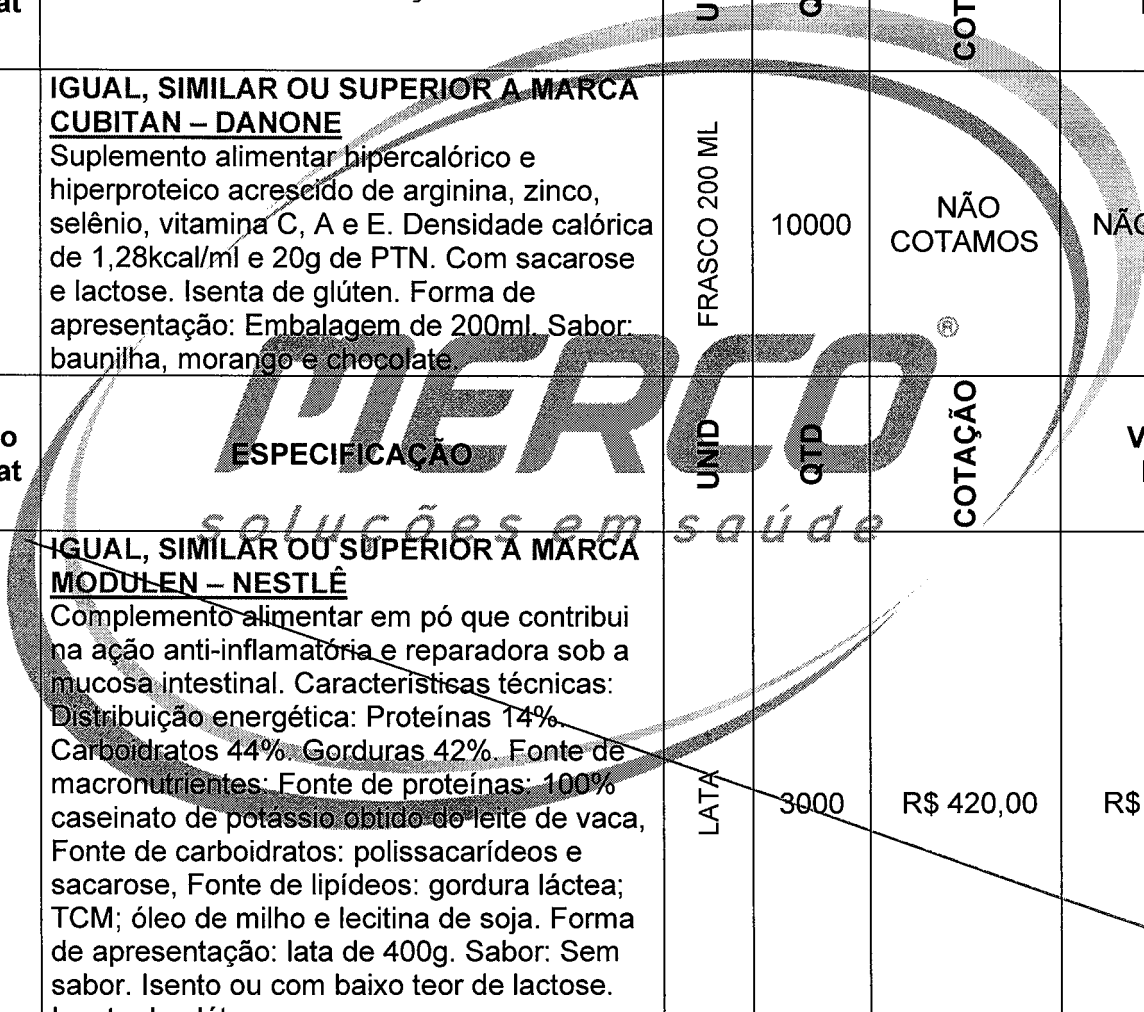 at
IGUAL, SIMILAR OU SUPERIOR A MARCA
CUBITAN – DANONE
Suplemento alimentar hipercalórico e
hiperproteico acrescido de arginina, zinco,
selênio, vitamina C, A e E. Densidade calórica
de 1,28kcal/ml e 20g de PTN. Com sacarose
e lactose. Isenta de glúten. Forma de
apresentação: Embalagem de 200ml. Sabor:
baunilha, morango e chocolate.
FRASCO 200 ML
10000
NÃO
COTAMOS
MERCO®
soluções em saúde
o
at
ESPECIFICAÇÃO
UNID
QTD
COTAÇÃO
V
IGUAL, SIMILAR OU SUPERIOR A MARCA
MODULEN – NESTLÊ
Complemento alimentar em pó que contribui
na ação anti-inflamatória e reparadora sob a
mucosa intestinal. Características técnicas:
Distribuição energética: Proteínas 14%.
Carboidratos 44%. Gorduras 42%. Fonte de
macronutrientes: Fonte de proteínas: 100%
caseinato de potássio obtido do leite de vaca,
Fonte de carboidratos: polissacarídeos e
sacarose, Fonte de lipídeos: gordura láctea;
TCM; óleo de milho e lecitina de soja. Forma
de apresentação: lata de 400g. Sabor: Sem
sabor. Isento ou com baixo teor de lactose.
LATA
3000
R$ 420,00
R$